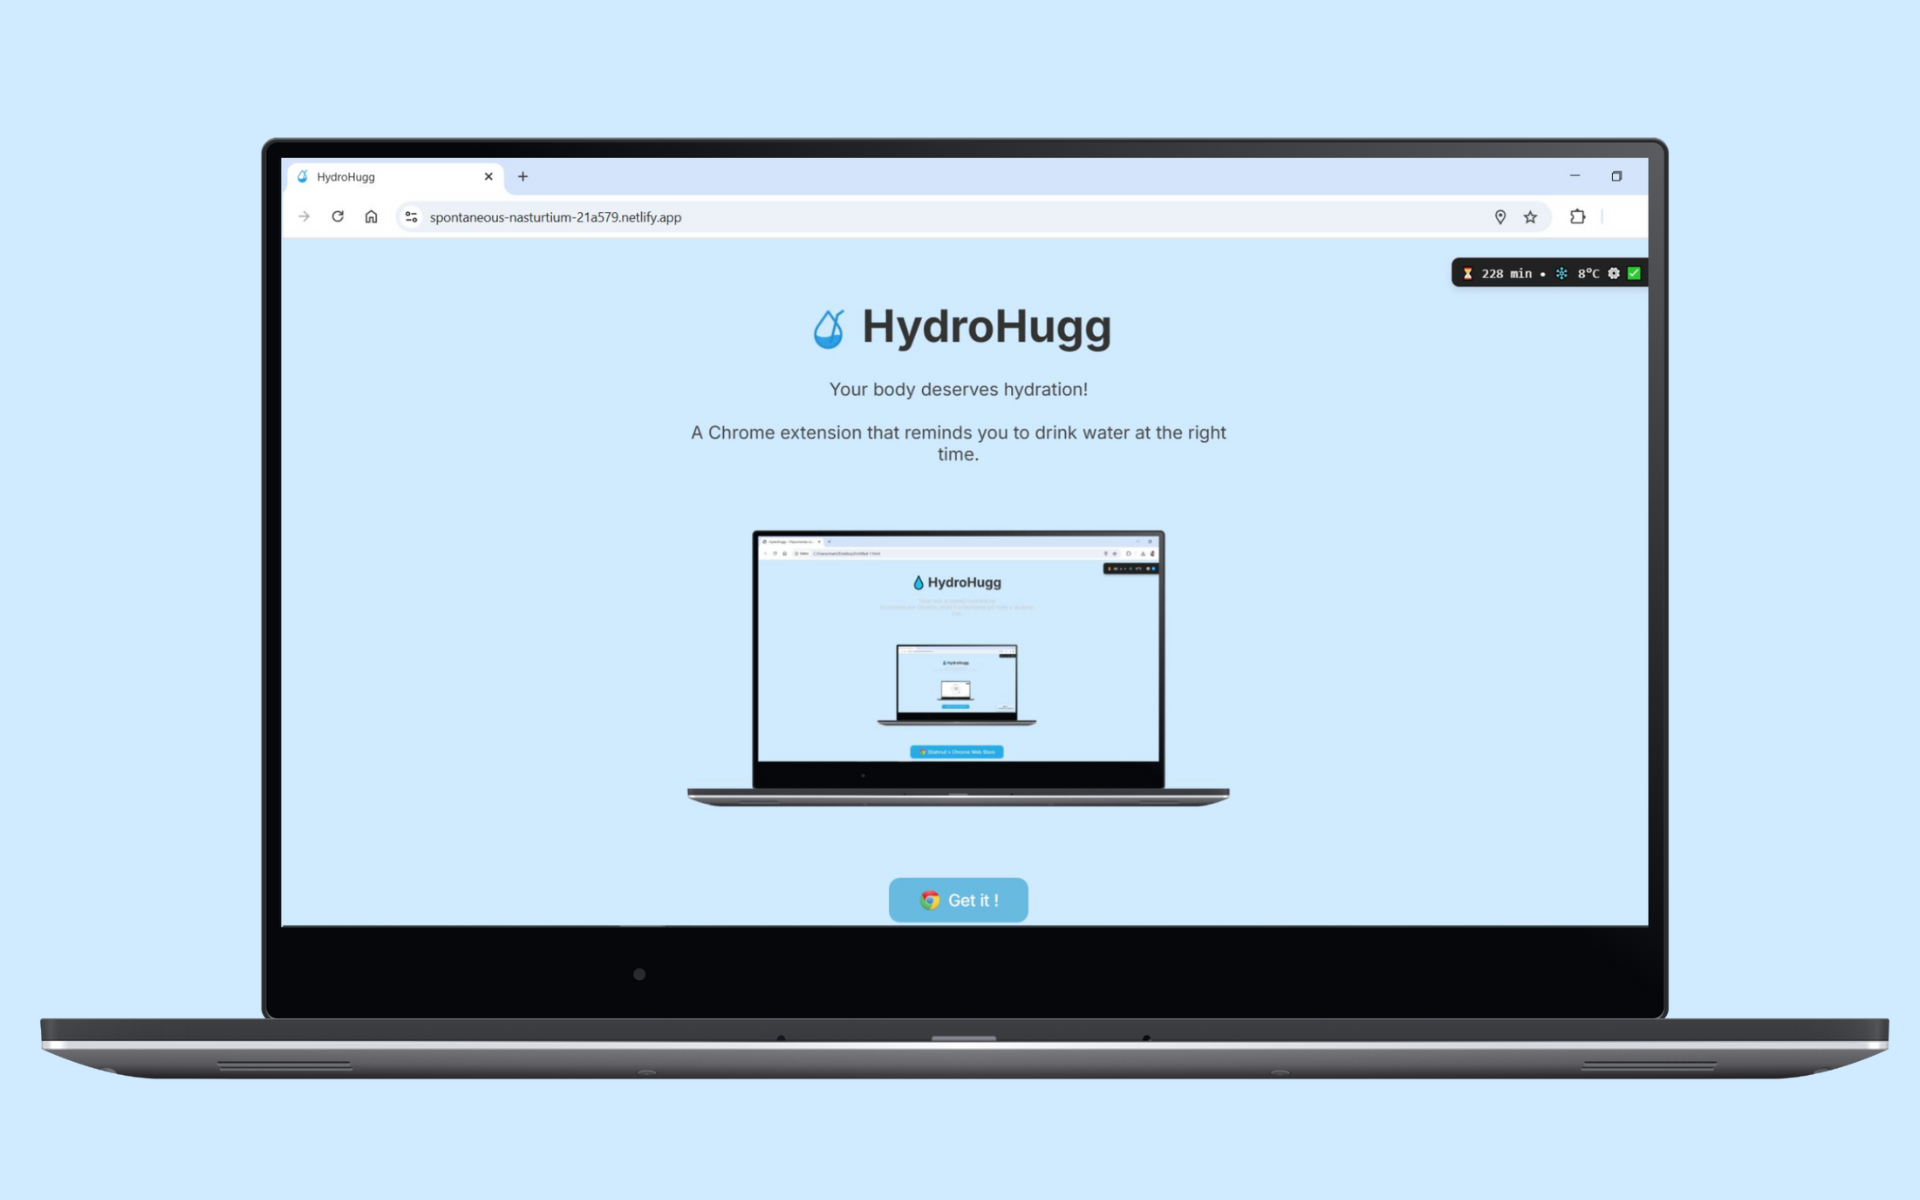 HydroHugg
spontaneous-nasturtium-21a579.netlify.app
228 min • 8°C
HydroHugg
Your body deserves hydration!
A Chrome extension that reminds you to drink water at the right
time.
HydroHugg
HydroHugg
Get it !